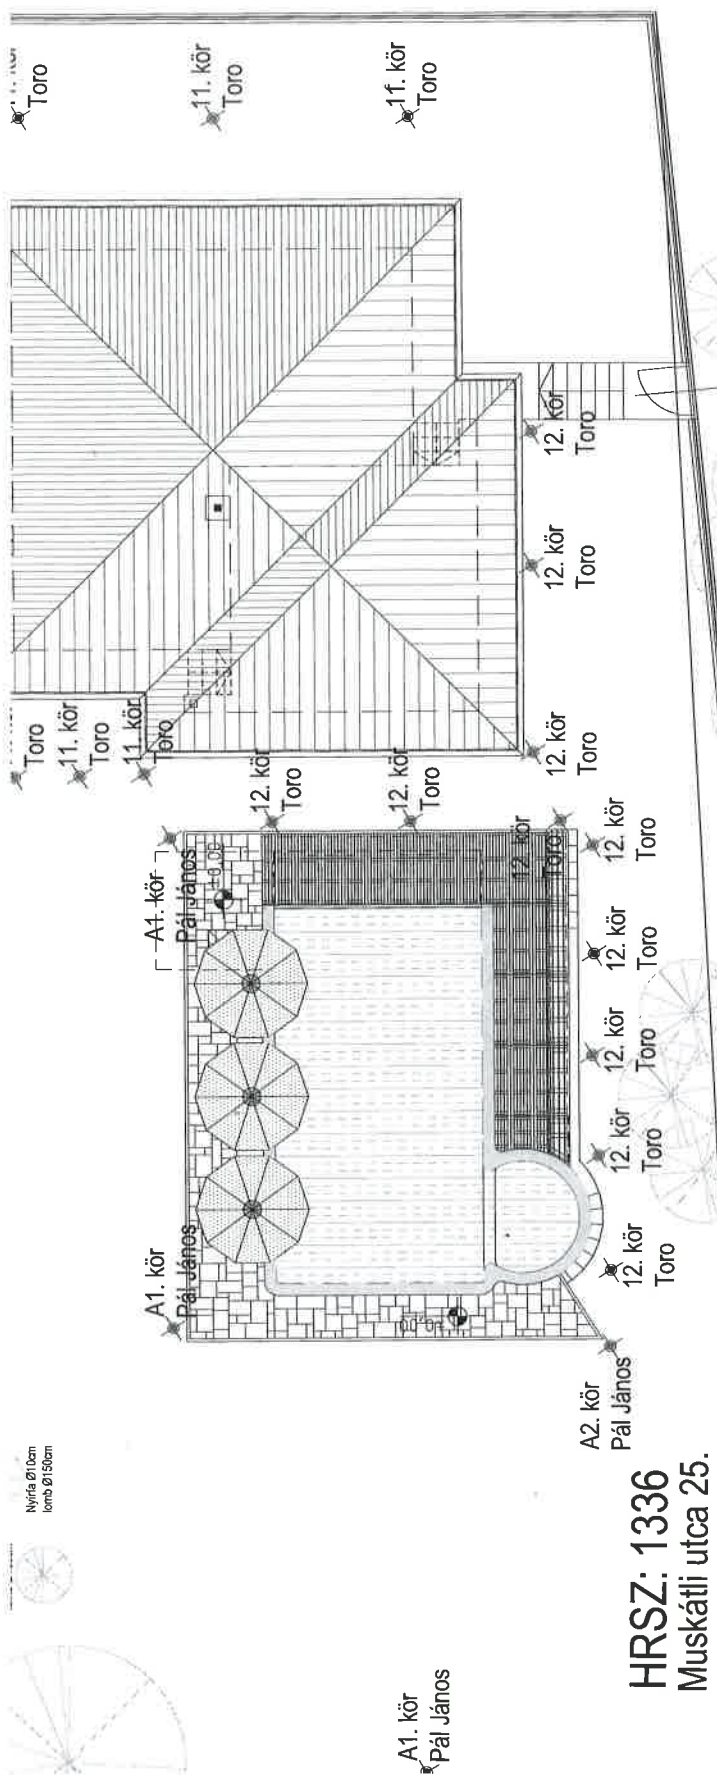 11. kör
Toro
11. kör
Toro
11. kör
Toro
12. kör
Toro
12. kör
Toro
12. kör
Toro
Toro
11. kör
Toro
11. kör
Toro
12. kör
Toro
12. kör
Toro
12. kör
Toro
12. kör
Toro
12. kör
Toro
12. kör
Toro
12. kör
Toro
12. kör
Toro
A1. kör
Pál János
±0,00
A1. kör
Pál János
±0,00
A2. kör
Pál János
Nyírfa Ø10cm
lomb Ø150cm
A1. kör
Pál János
HRSZ: 1336
Muskátli utca 25.